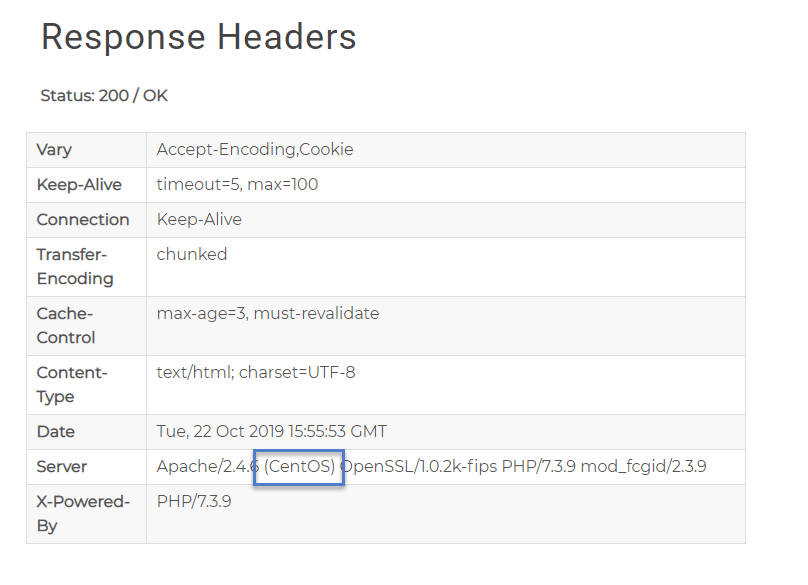 Response Headers
Status: 200 / OK
Vary Accept-Encoding,Cookie
Keep-Alive timeout=5, max=100
Connection Keep-Alive
Transfer- chunked
Encoding
Cache- max-age=3, must-revalidate
Control
Content- text/html; charset=UTF-8
Type
Date Tue, 22 Oct 2019 15:55:53 GMT
Server Apache/2.4.6 (CentOS) OpenSSL/1.0.2k-fips PHP/7.3.9 mod_fcgid/2.3.9
X-Powered- PHP/7.3.9
By